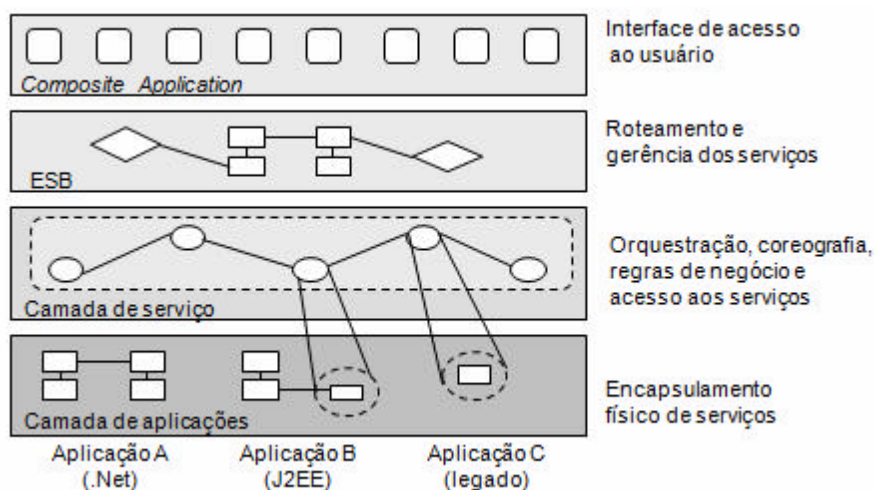 Interface de acesso
ao usuário
Composite Application
Roteamento e
gerência dos serviços
ESB
Orquestração, coreografia,
regras de negócio e
acesso aos serviços
Camada de serviço
Encapsulamento
físico de serviços
Camada de aplicações
Aplicação A
(.Net)
Aplicação B
(J2EE)
Aplicação C
(legado)